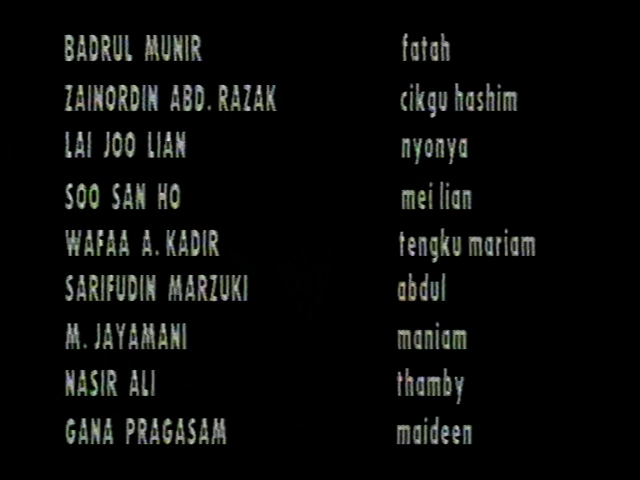 BADRUL MUNIR fatah
ZAINORDIN ABD. RAZAK cikgu hashim
LAI JOO LIAN nyonya
SOO SAN HO mei lian
WAFAA A. KADIR tengku mariam
SARIFUDIN MARZUKI abdul
M. JAYAMANI maniam
NASIR ALI thamby
GANA PRAGASAM maideen